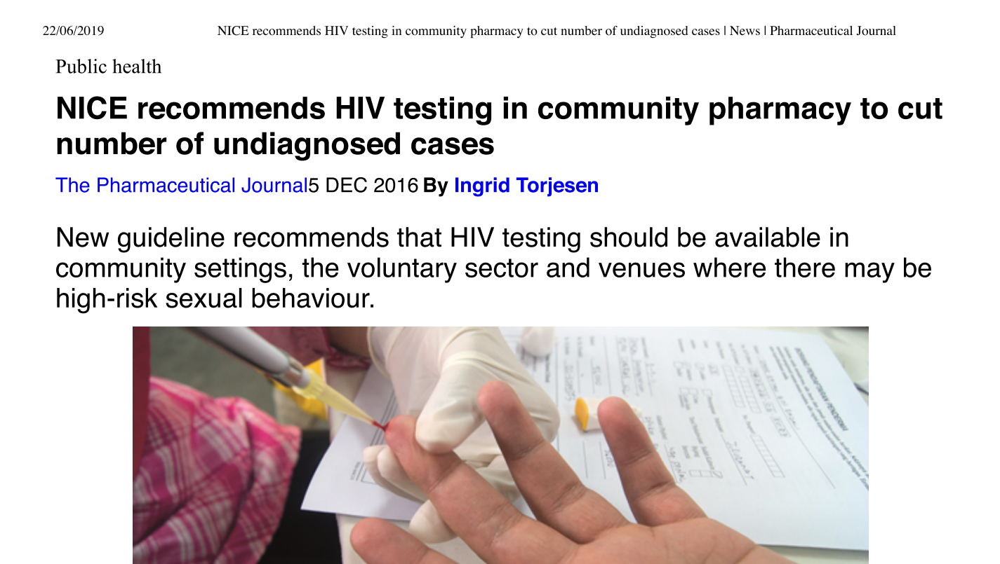 22/06/2019 NICE recommends HIV testing in community pharmacy to cut number of undiagnosed cases | News | Pharmaceutical Journal
Public health
NICE recommends HIV testing in community pharmacy to cut
number of undiagnosed cases
The Pharmaceutical Journal5 DEC 2016 By Ingrid Torjesen
New guideline recommends that HIV testing should be available in
community settings, the voluntary sector and venues where there may be
high-risk sexual behaviour.